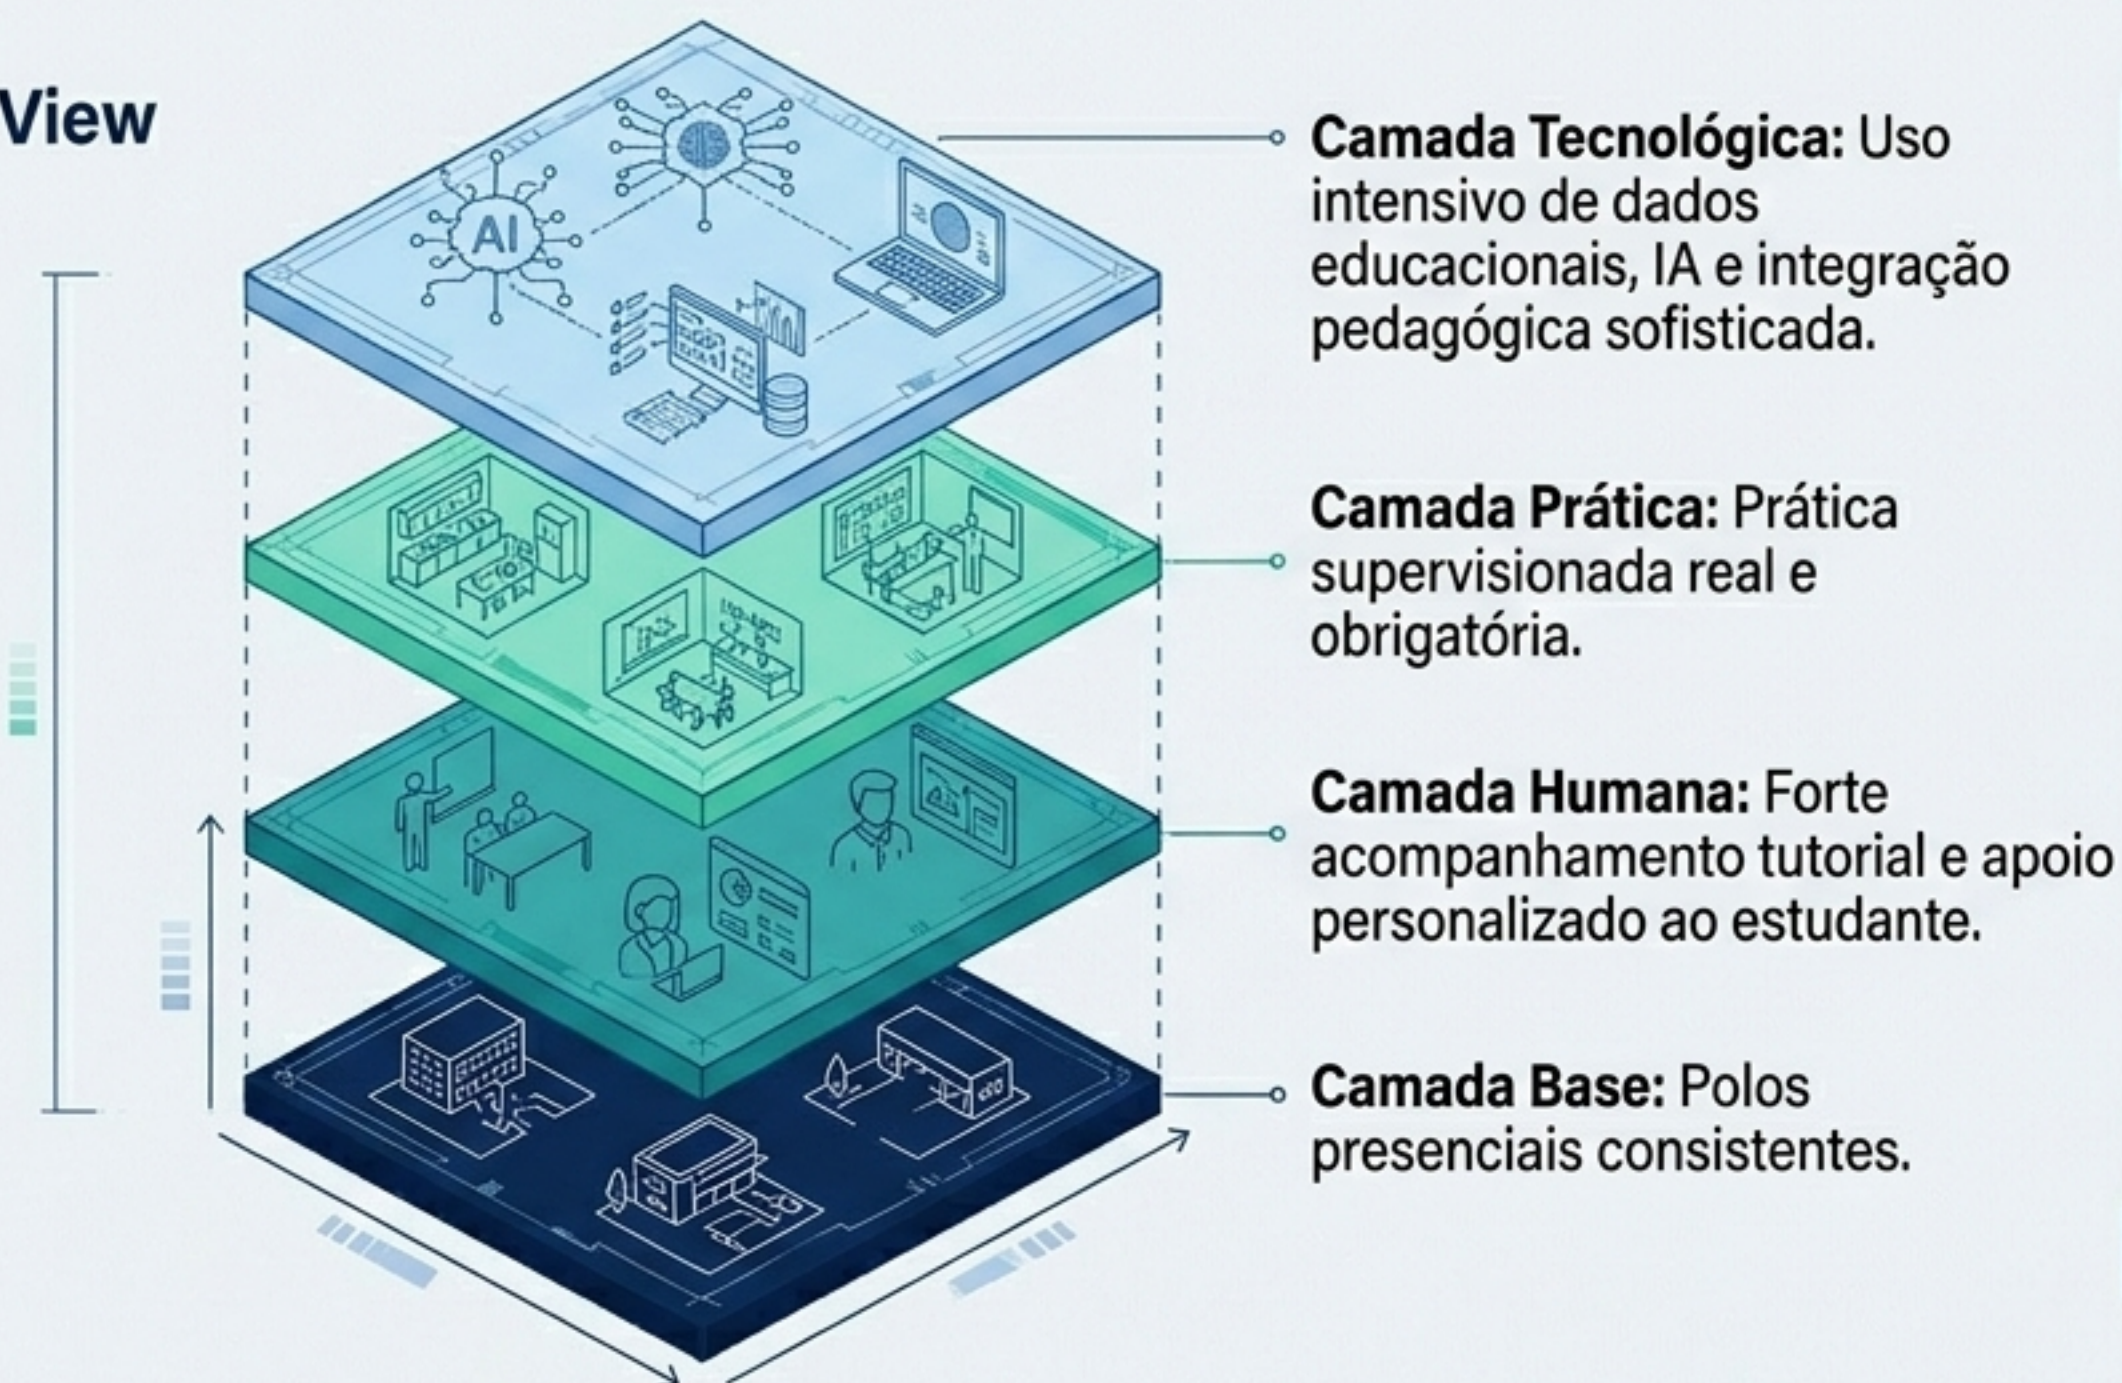 View
AI
Camada Tecnológica: Uso
intensivo de dados
educacionais, IA e integração
pedagógica sofisticada.
Camada Prática: Prática
supervisionada real e
obrigatória.
Camada Humana: Forte
acompanhamento tutorial e apoio
personalizado ao estudante.
Camada Base: Polos
presenciais consistentes.